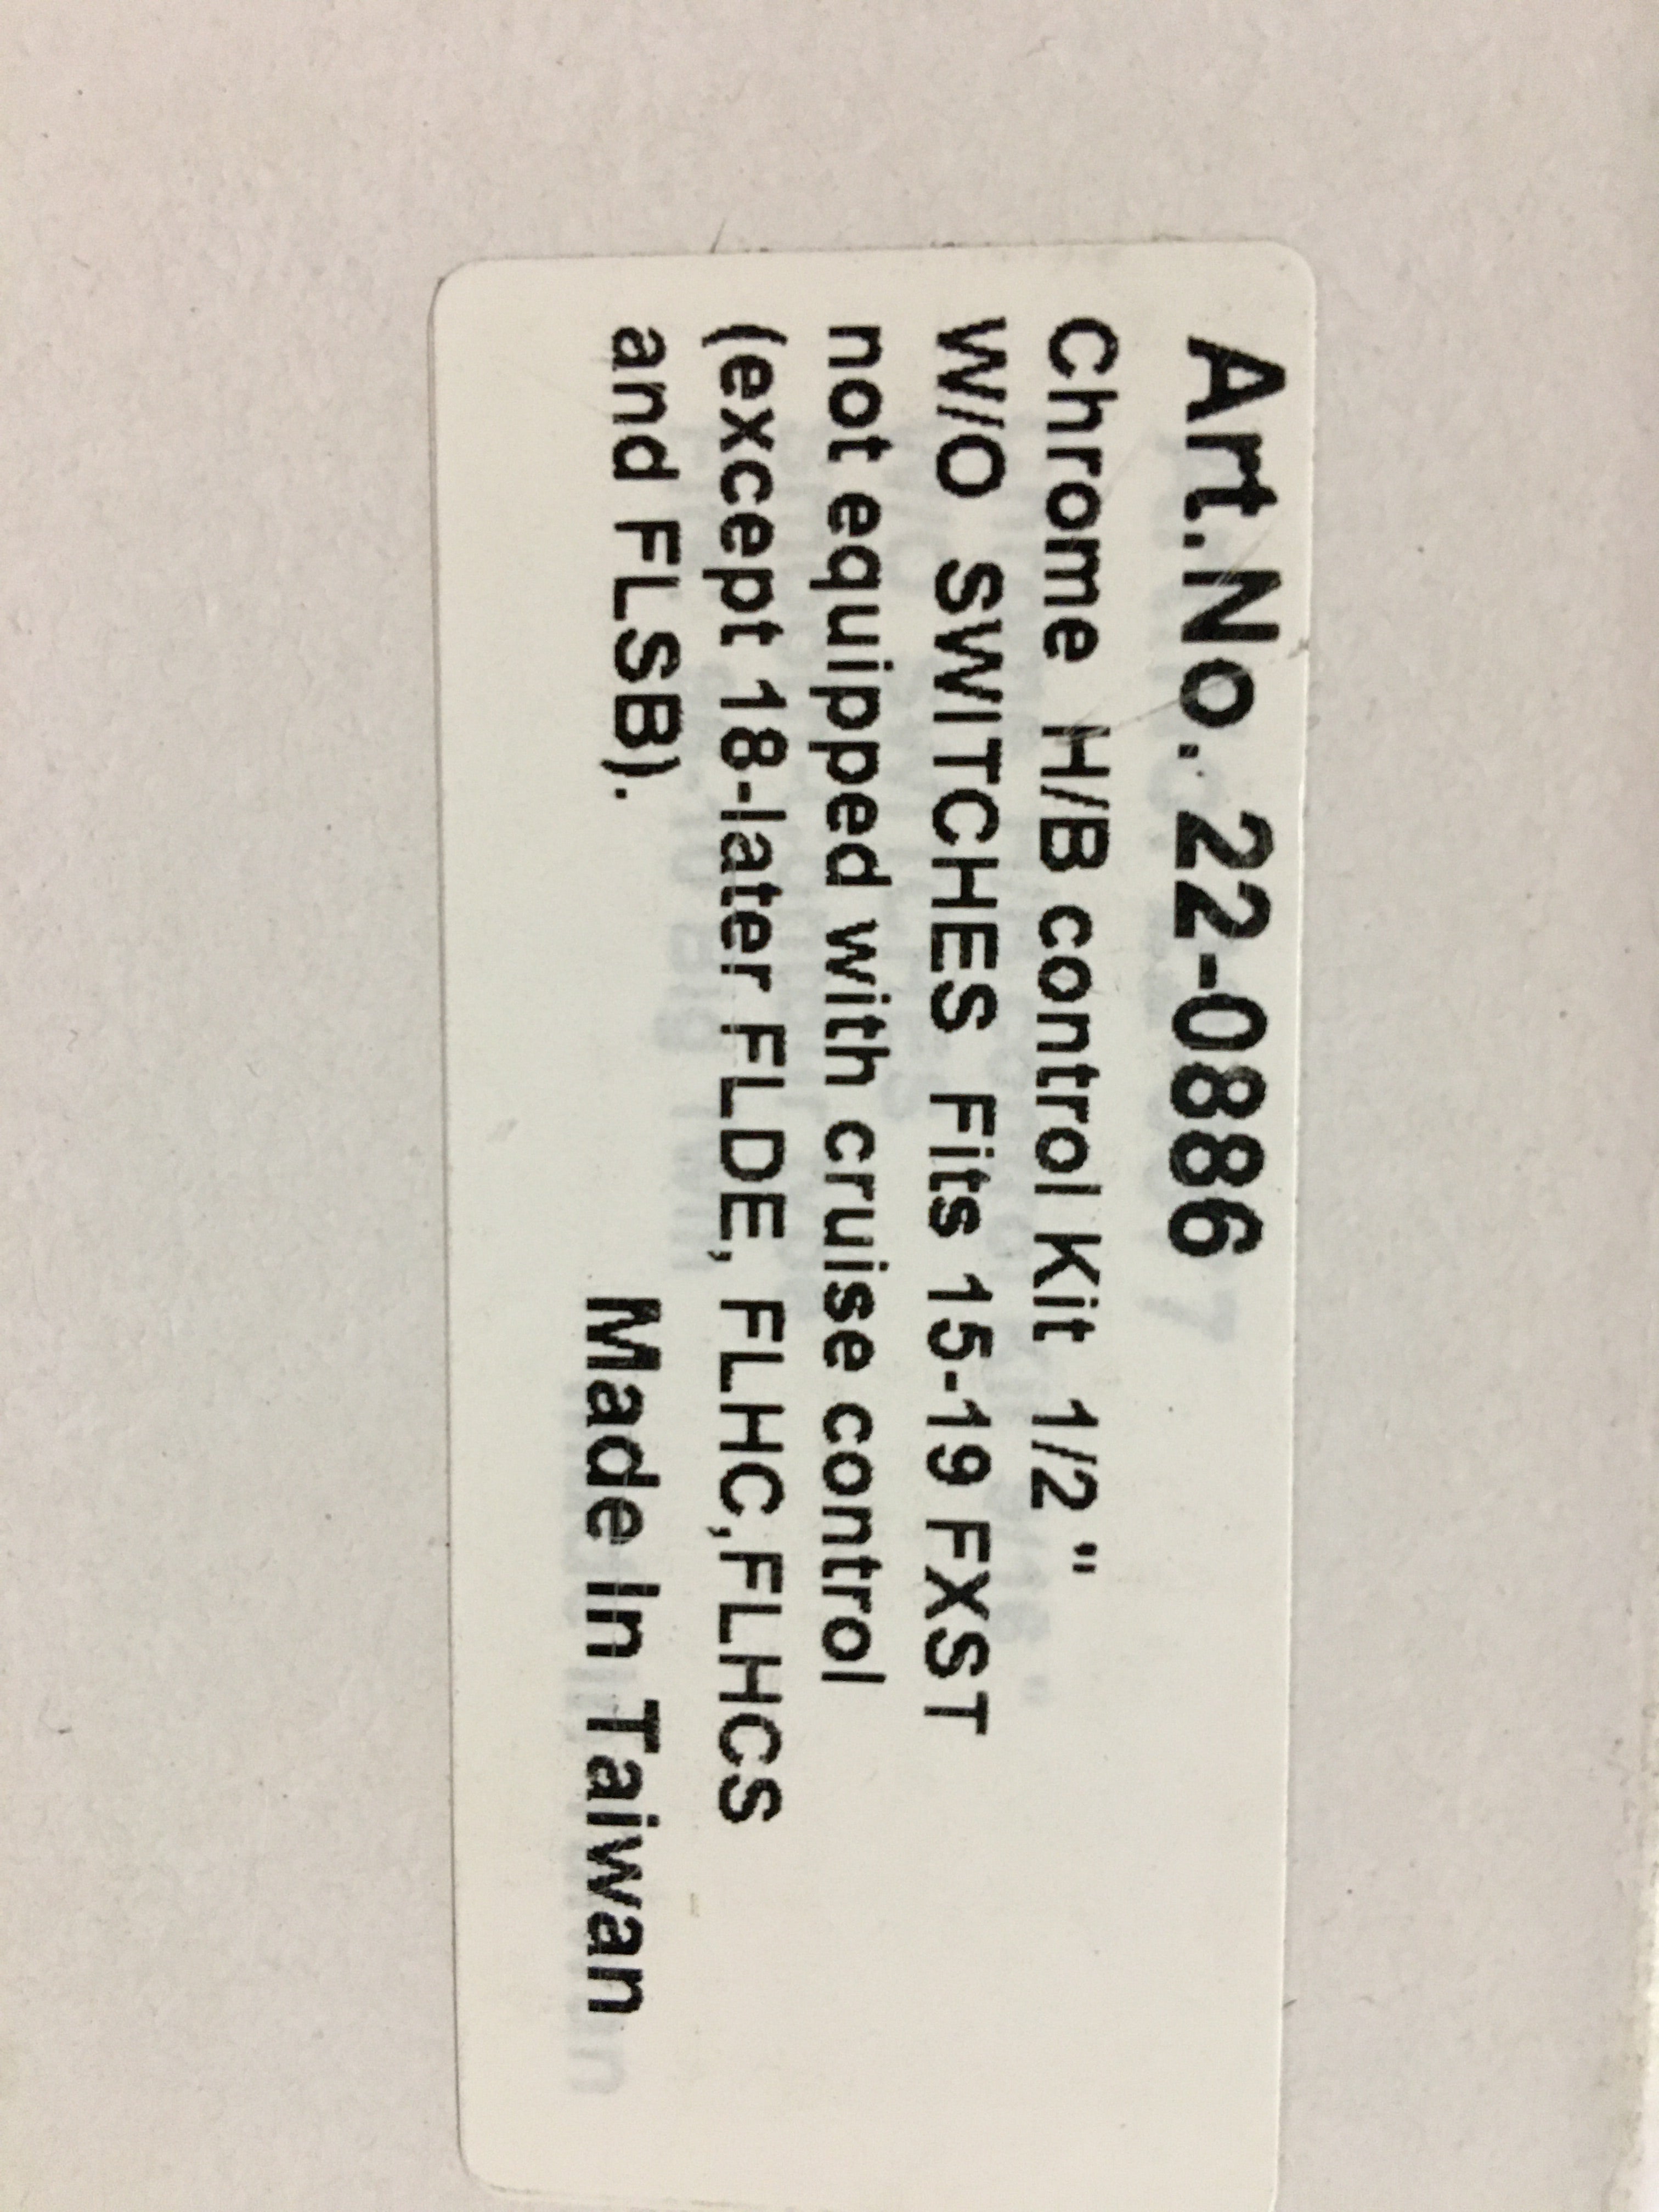 Art.No. 22-0886
Chrome H/B control Kit 1/2 "
W/O SWITCHES Fits 15-19 FXST
not equipped with cruise control
(except 18-later FLDE, FLHC,FLHCS
and FLSB).
Made In Taiwan